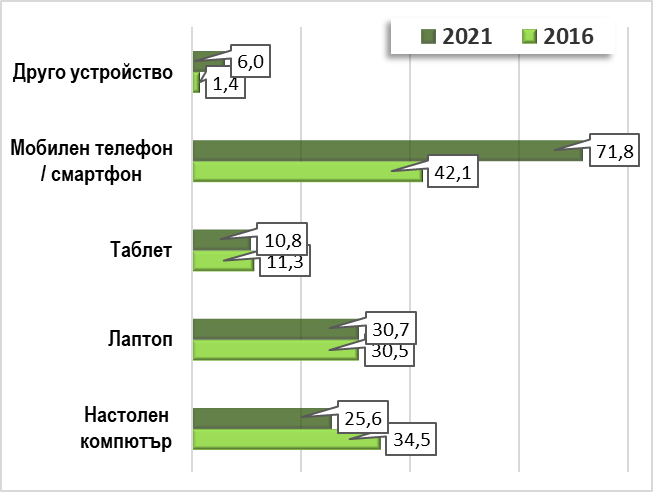 2021 2016
Друго устройство
6,0
1,4
Мобилен телефон
/ смартфон
71,8
42,1
Таблет
10,8
11,3
Лаптоп
30,7
30,5
Настолен
компютър
25,6
34,5